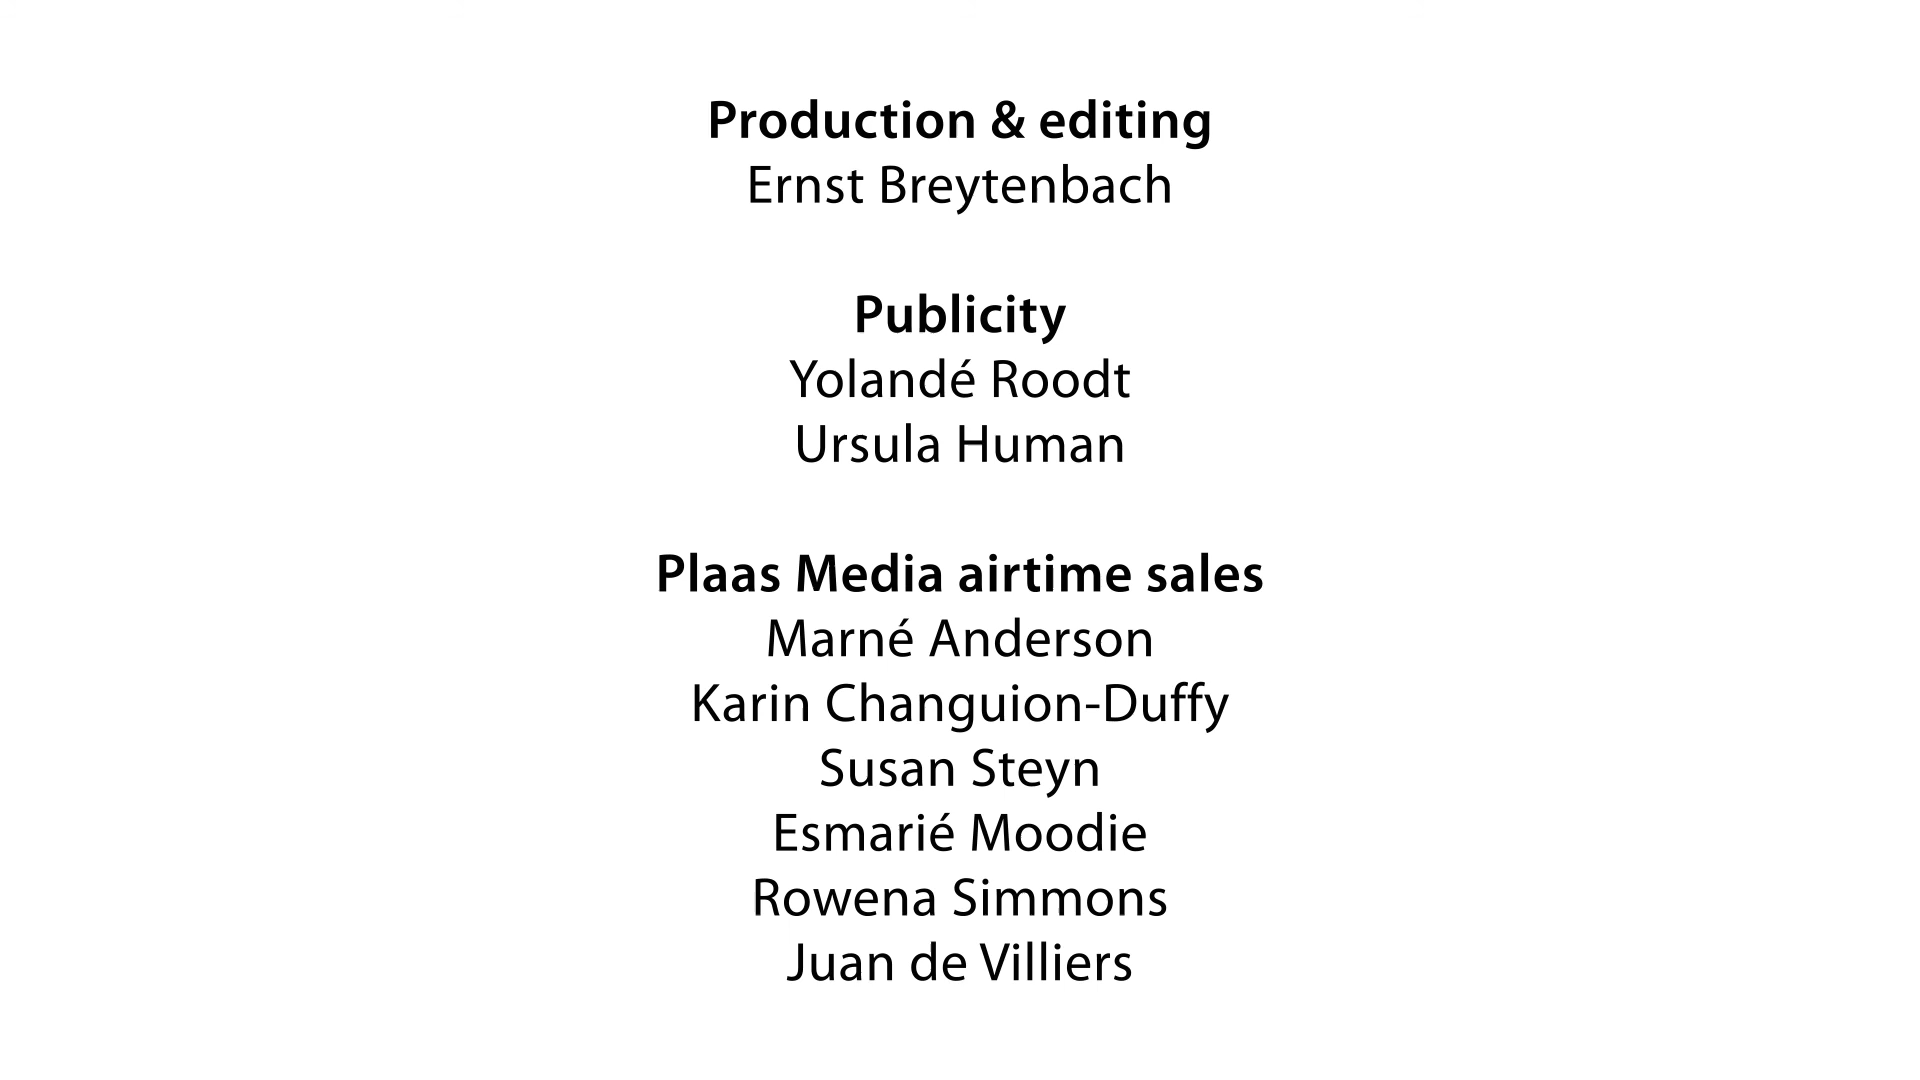 Production & editing
Ernst Breytenbach
Publicity
Yolandé Roodt
Ursula Human
Plaas Media airtime sales
Marné Anderson
Karin Changuion-Duffy
Susan Steyn
Esmarié Moodie
Rowena Simmons
Juan de Villiers